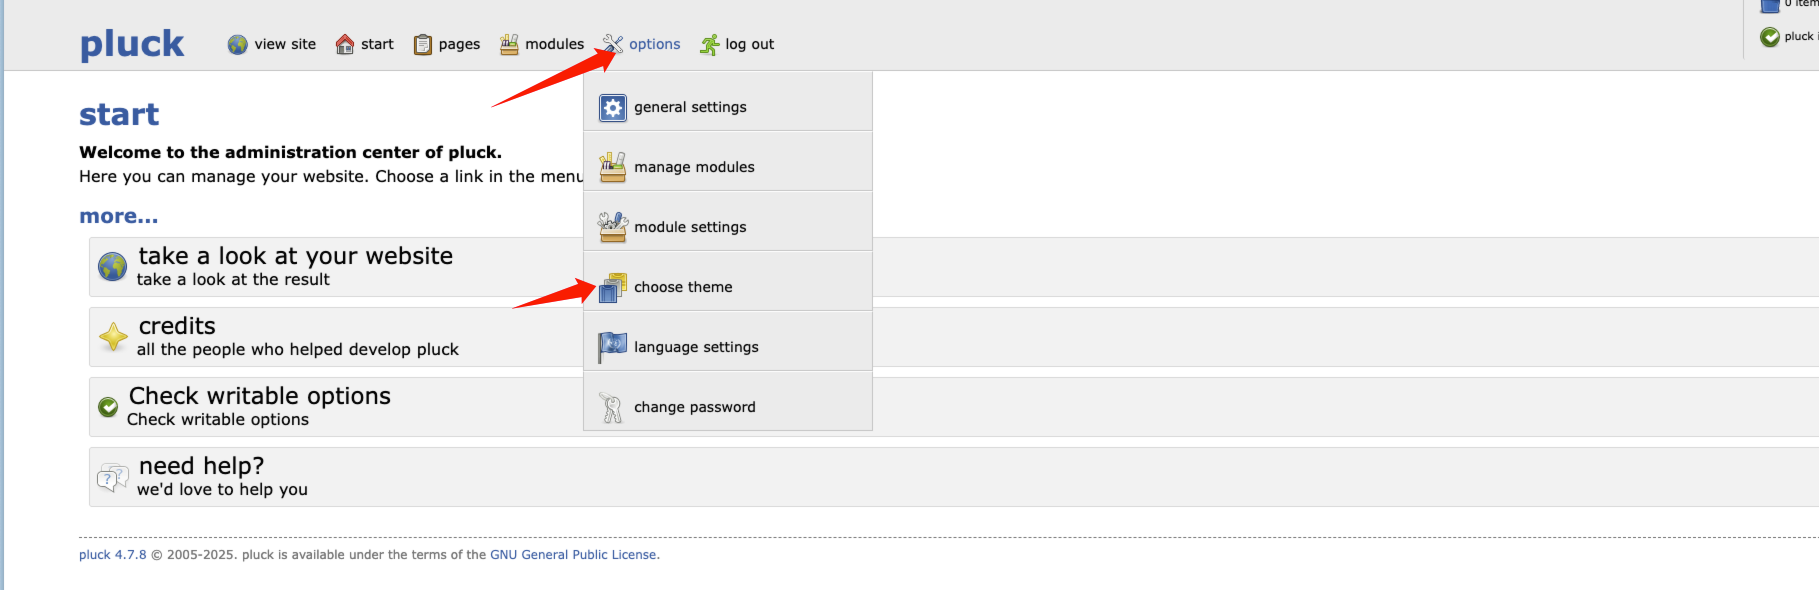 0 item
pluck view site start pages modules options log out
pluck i
general settings
manage modules
module settings
choose theme
language settings
change password
start
Welcome to the administration center of pluck.
Here you can manage your website. Choose a link in the menu
more...
take a look at your website
take a look at the result
credits
all the people who helped develop pluck
Check writable options
Check writable options
need help?
we'd love to help you
pluck 4.7.8 © 2005-2025. pluck is available under the terms of the GNU General Public License.